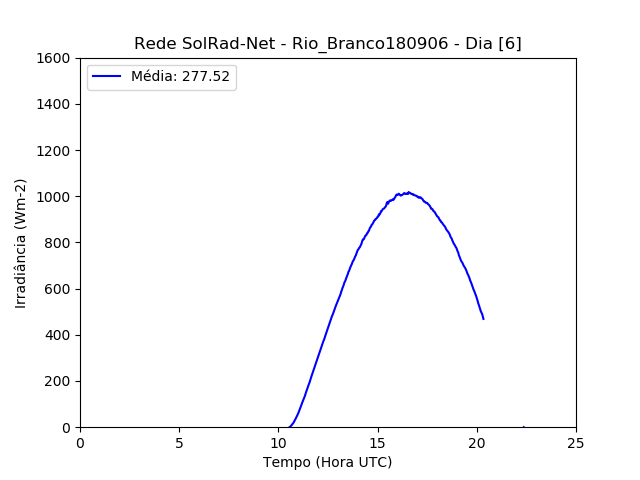 Rede SolRad-Net - Rio_Branco180906 - Dia [6]
Média: 277.52
Irradiância (Wm-2)
1600
1400
1200
1000
800
600
400
200
0
0 5 10 15 20 25
Tempo (Hora UTC)